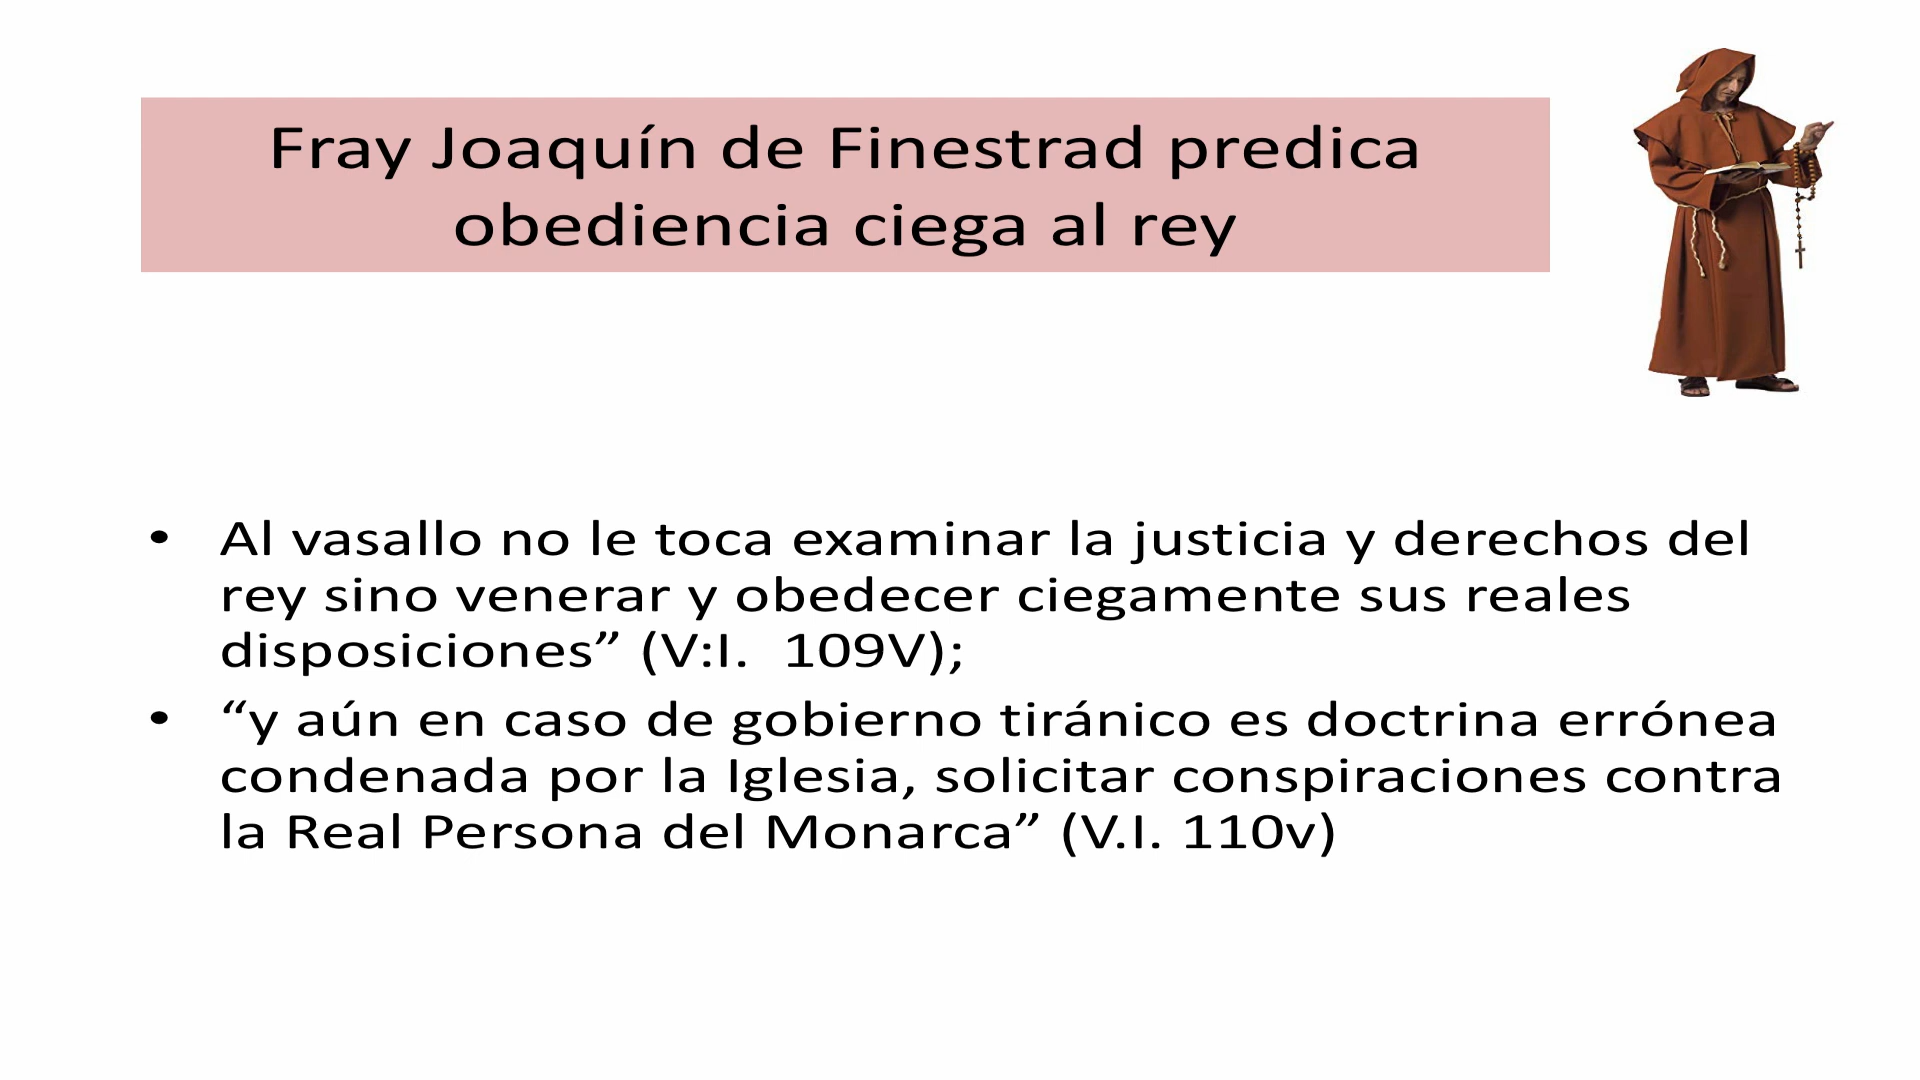 Fray Joaquín de Finestrad predica
obediencia ciega al rey
• Al vasallo no le toca examinar la justicia y derechos del
rey sino venerar y obedecer ciegamente sus reales
disposiciones” (V:I.  109V);
• “y aún en caso de gobierno tiránico es doctrina errónea
condenada por la Iglesia, solicitar conspiraciones contra
la Real Persona del Monarca” (V.I. 110v)